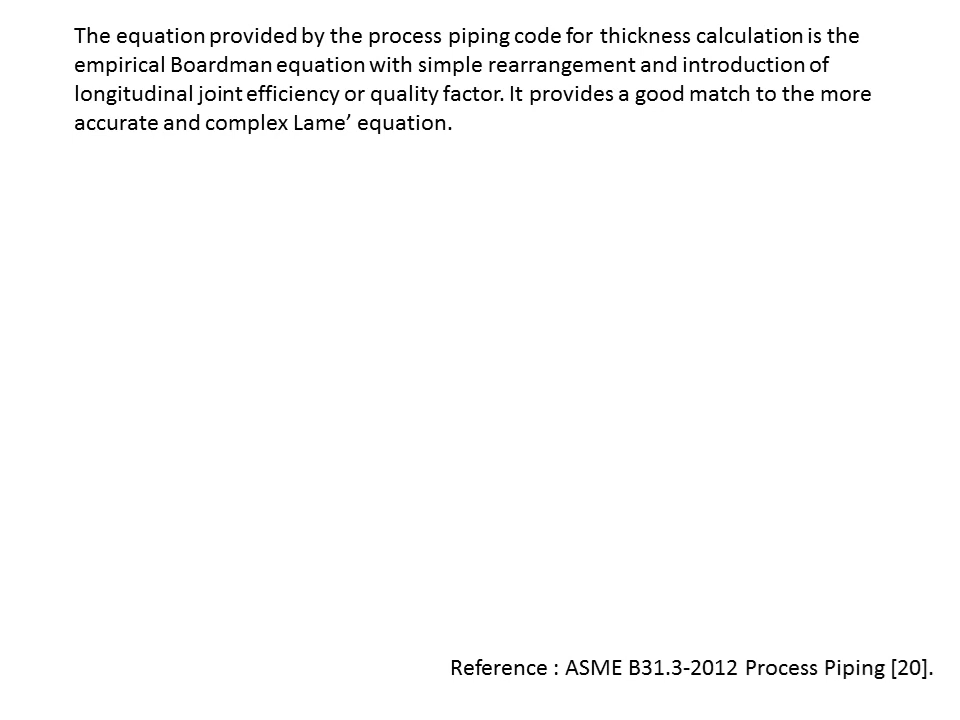 The equation provided by the process piping code for thickness calculation is the
empirical Boardman equation with simple rearrangement and introduction of
longitudinal joint efficiency or quality factor. It provides a good match to the more
accurate and complex Lame’ equation.
Reference : ASME B31.3-2012 Process Piping [20].